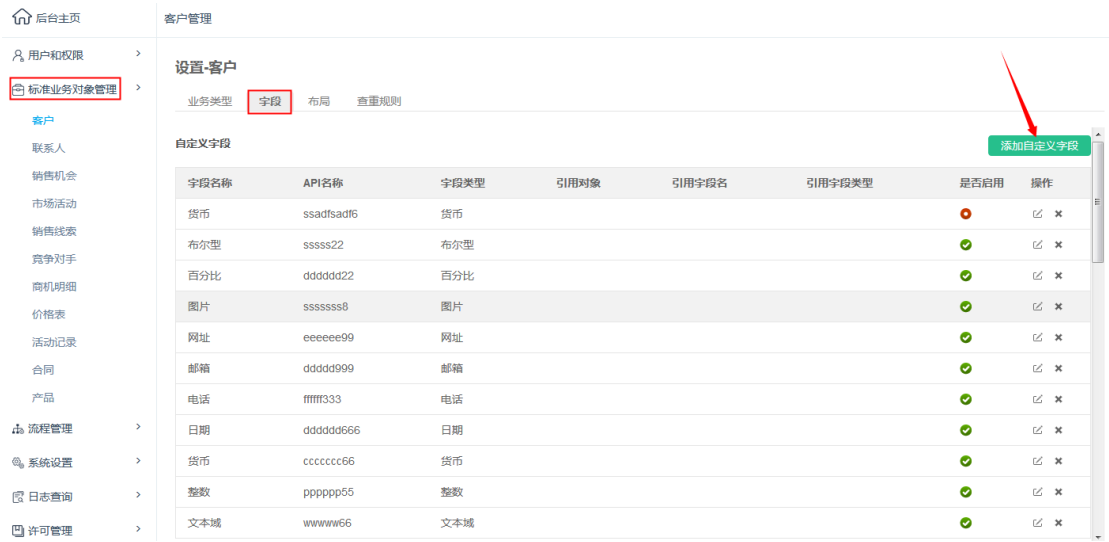 后台主页
客户管理
用户和权限
标准业务对象管理
客户
联系人
销售机会
市场活动
销售线索
竞争对手
商机明细
价格表
活动记录
合同
产品
流程管理
系统设置
日志查询
许可管理
设置-客户
业务类型 字段 布局 查重规则
自定义字段
添加自定义字段
字段名称 API名称 字段类型 引用对象 引用字段名 引用字段类型 是否启用 操作
货币 ssadfsadf6 货币
布尔型 sssss22 布尔型
百分比 dddddd22 百分比
图片 sssssss8 图片
网址 eeeeee99 网址
邮箱 ddddd999 邮箱
电话 ffffff333 电话
日期 dddddd666 日期
货币 ccccccc66 货币
整数 pppppp55 整数
文本域 wwwww66 文本域